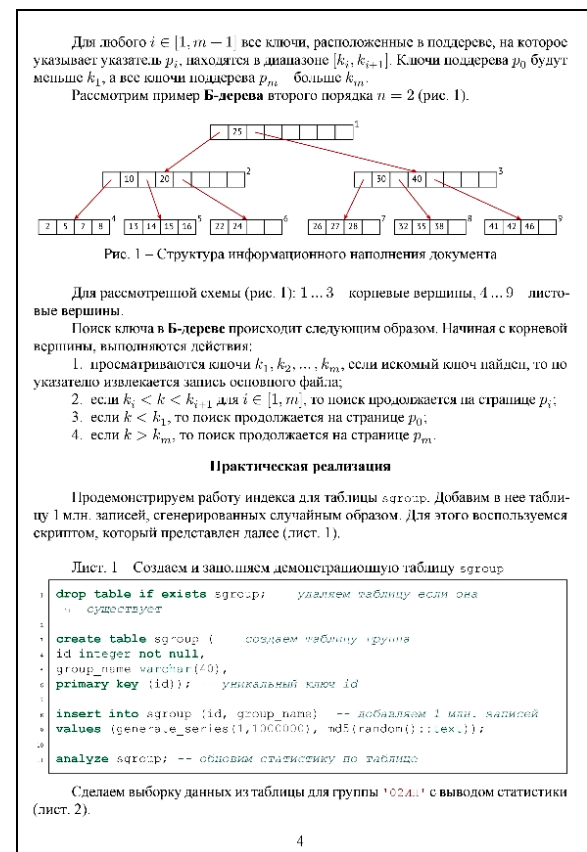 Для любого i ∈ [1, m − 1] все ключи, расположенные в поддереве, на которое
указывает указатель pᵢ, находятся в диапазоне [kᵢ, kᵢ₊₁]. Ключи поддерева p₀ будут
меньше k₁, а все ключи поддерева pₘ больше kₘ.
Рассмотрим пример Б-дерева второго порядка n = 2 (рис. 1).
25 1
10 20 2
30 40 3
2 5 7 8 4
13 14 15 16 5
22 24 6
26 27 28 7
32 35 38 8
41 42 46 9
Рис. 1 – Структура информационного наполнения документа
Для рассмотренной схемы (рис. 1): 1 … 3 корневые вершины, 4 … 9 листо-
вые вершины.
Поиск ключа в Б-дереве происходит следующим образом. Начиная с корневой
вершины, выполняются действия:
1. просматриваются ключи k₁, k₂, …, kₘ, если искомый ключ найден, то по
указателю извлекается запись основного файла;
2. если kᵢ < k < kᵢ₊₁ для i ∈ [1, m], то поиск продолжается на странице pᵢ;
3. если k < k₁, то поиск продолжается на странице p₀;
4. если k > kₘ, то поиск продолжается на странице pₘ.
Практическая реализация
Продемонстрируем работу индекса для таблицы sgroup. Добавим в нее табли-
цу 1 млн. записей, сгенерированных случайным образом. Для этого воспользуемся
скриптом, который представлен далее (лист. 1).
Лист. 1 Создаем и заполняем демонстрационную таблицу sgroup
1 drop table if exists sgroup; удаляем таблицу если она
существует
2
3 create table sgroup ( создаем таблицу группа
4 id integer not null,
5 group_name varchar(40),
6 primary key (id)); уникальный ключ id
7
8 insert into sgroup (id, group_name) -- добавляем 1 млн. записей
9 values (generate_series(1,1000000), md5(random()::text));
10
11 analyze sgroup; -- обновим статистику по таблице
Сделаем выборку данных из таблицы для группы с выводом статистики
(лист. 2).
4